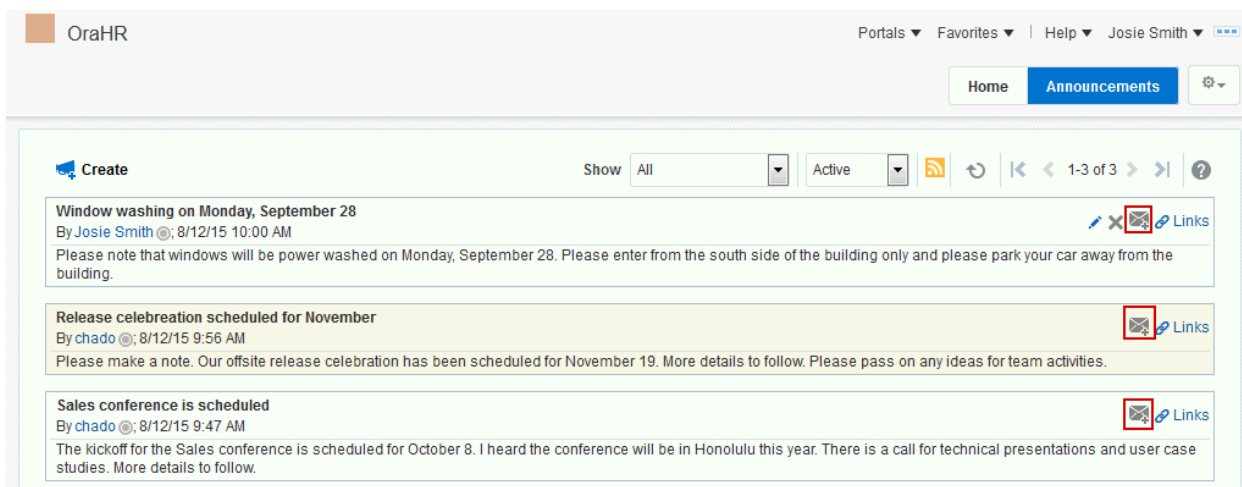 OraHR
Portals Favorites Help Josie Smith
Home Announcements
Create Show All Active 1-3 of 3
Window washing on Monday, September 28
By Josie Smith; 8/12/15 10:00 AM
Links
Please note that windows will be power washed on Monday, September 28. Please enter from the south side of the building only and please park your car away from the
building.
Release celebreation scheduled for November
By chado; 8/12/15 9:56 AM
Links
Please make a note. Our offsite release celebration has been scheduled for November 19. More details to follow. Please pass on any ideas for team activities.
Sales conference is scheduled
By chado; 8/12/15 9:47 AM
Links
The kickoff for the Sales conference is scheduled for October 8. I heard the conference will be in Honolulu this year. There is a call for technical presentations and user case
studies. More details to follow.